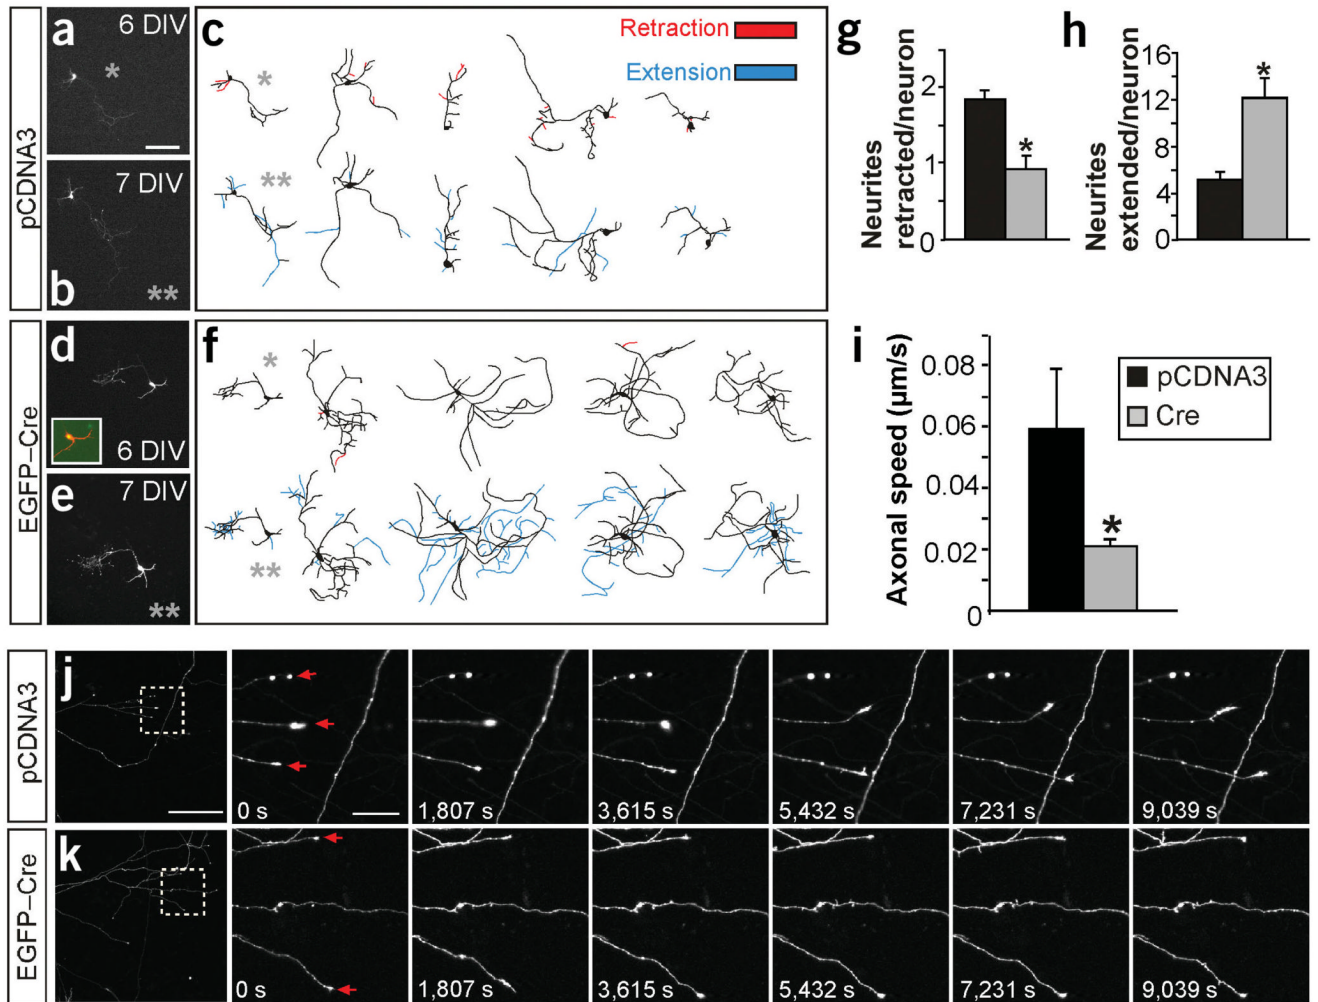 pCDNA3
a
6 DIV
*
7 DIV
b
**
c
Retraction
Extension
*
**
g
Neurites
retracted/neuron
2
1
0
*
h
Neurites
extended/neuron
16
12
8
4
0
*
EGFP–Cre
d
6 DIV
e
7 DIV
**
f
*
**
i
Axonal speed (µm/s)
0.08
0.06
0.04
0.02
0
*
pCDNA3
Cre
pCDNA3
j
0 s
1,807 s
3,615 s
5,432 s
7,231 s
9,039 s
EGFP–Cre
k
0 s
1,807 s
3,615 s
5,432 s
7,231 s
9,039 s